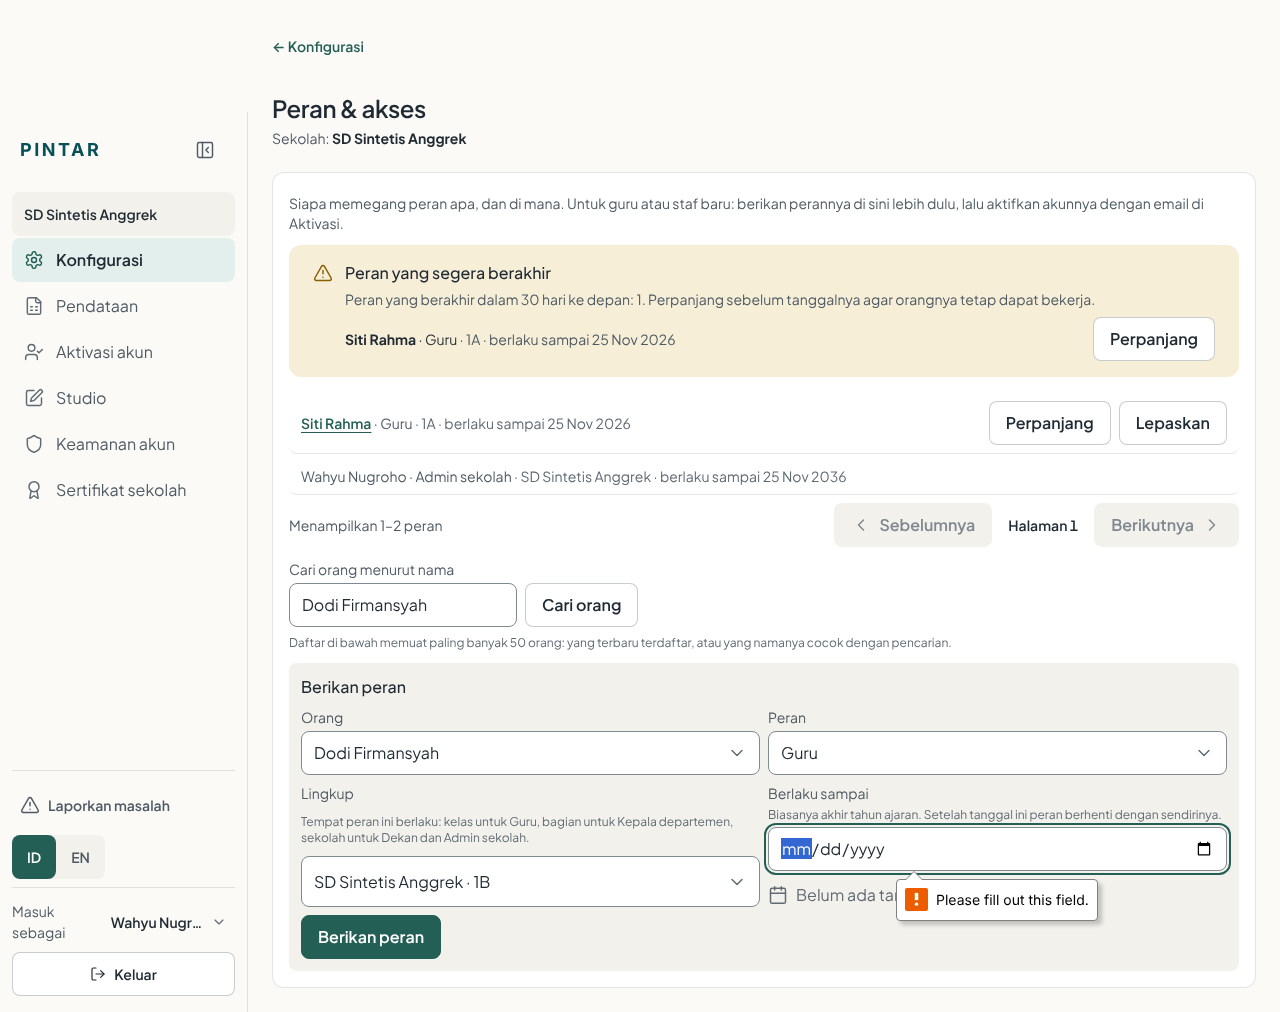 ← Konfigurasi
Peran & akses
Sekolah: SD Sintetis Anggrek
PINTAR
SD Sintetis Anggrek
Konfigurasi
Pendataan
Aktivasi akun
Studio
Keamanan akun
Sertifikat sekolah
Laporkan masalah
ID EN
Masuk sebagai
Wahyu Nugr...
Keluar
Siapa memegang peran apa, dan di mana. Untuk guru atau staf baru: berikan perannya di sini lebih dulu, lalu aktifkan akunnya dengan email di
Aktivasi.
Peran yang segera berakhir
Peran yang berakhir dalam 30 hari ke depan: 1. Perpanjang sebelum tanggalnya agar orangnya tetap dapat bekerja.
Siti Rahma · Guru · 1A · berlaku sampai 25 Nov 2026
Perpanjang
Siti Rahma · Guru · 1A · berlaku sampai 25 Nov 2026
Perpanjang
Lepaskan
Wahyu Nugroho · Admin sekolah · SD Sintetis Anggrek · berlaku sampai 25 Nov 2036
Menampilkan 1–2 peran
Sebelumnya
Halaman 1
Berikutnya
Cari orang menurut nama
Dodi Firmansyah
Cari orang
Daftar di bawah memuat paling banyak 50 orang: yang terbaru terdaftar, atau yang namanya cocok dengan pencarian.
Berikan peran
Orang
Dodi Firmansyah
Peran
Guru
Lingkup
Tempat peran ini berlaku: kelas untuk Guru, bagian untuk Kepala departemen,
sekolah untuk Dekan dan Admin sekolah.
SD Sintetis Anggrek · 1B
Berlaku sampai
Biasanya akhir tahun ajaran. Setelah tanggal ini peran berhenti dengan sendirinya.
mm/dd/yyyy
Belum ada
Please fill out this field.
Berikan peran